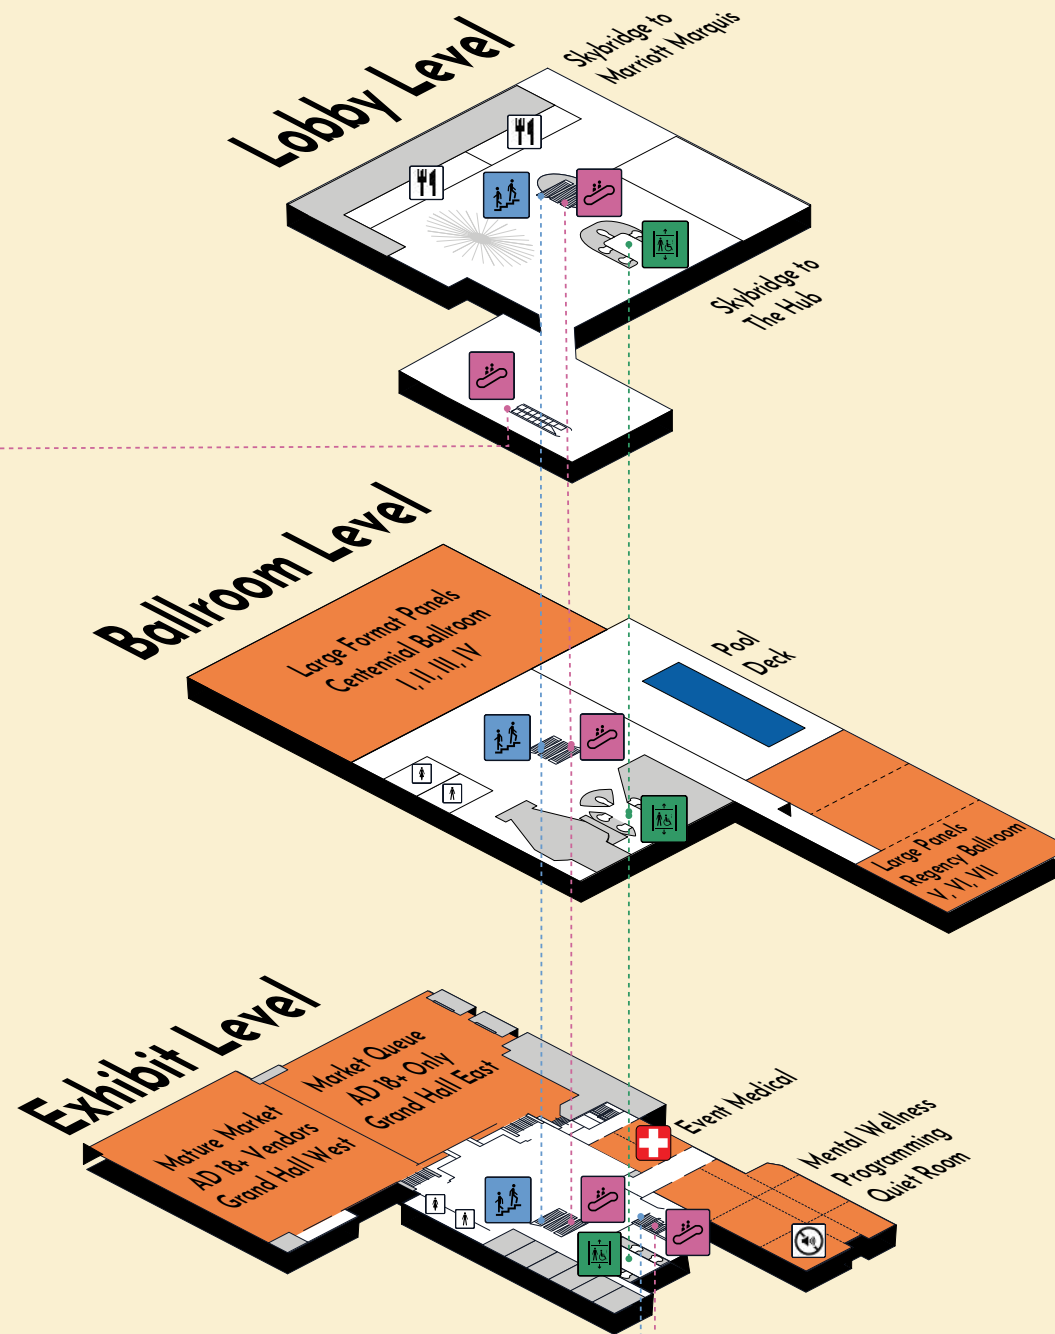 Lobby Level
Skybridge to
Marriott Marquis
Skybridge to
The Hub
Ballroom Level
Large Format Panels
Centennial Ballroom
I, II, III, IV
Pool
Deck
Large Panels
Regency Ballroom
V, VI, VII
Exhibit Level
Market Queue
AD 18+ Only
Grand Hall East
Mature Market
AD 18+ Vendors
Grand Hall West
Event Medical
Mental Wellness
Programming
Quiet Room